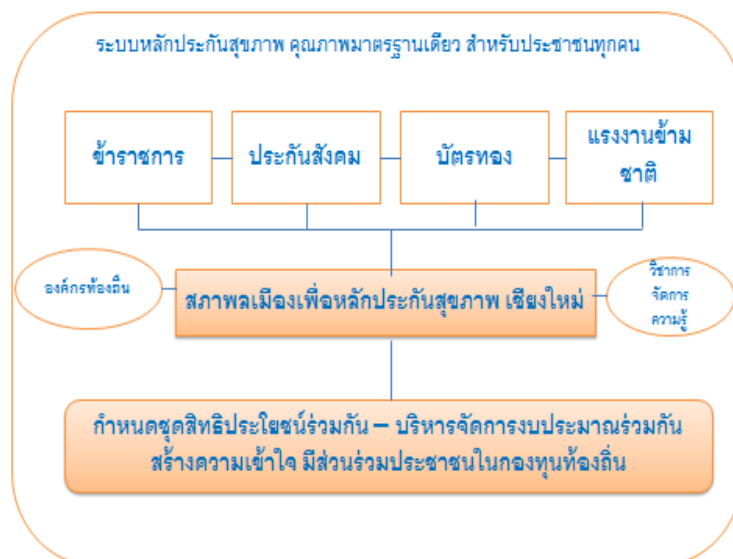 ระบบหลักประกันสุขภาพ คุณภาพมาตรฐานเดียว สำหรับประชาชนทุกคน
ข้าราชการ
ประกันสังคม
บัตรทอง
แรงงานข้าม
ชาติ
องค์กรท้องถิ่น
สภาพลเมืองเพื่อหลักประกันสุขภาพ เชียงใหม่
วิชาการ
จัดการ
ความรู้
กำหนดชุดสิทธิประโยชน์ร่วมกัน – บริหารจัดการงบประมาณร่วมกัน
สร้างความเข้าใจ มีส่วนร่วมประชาชนในกองทุนท้องถิ่น